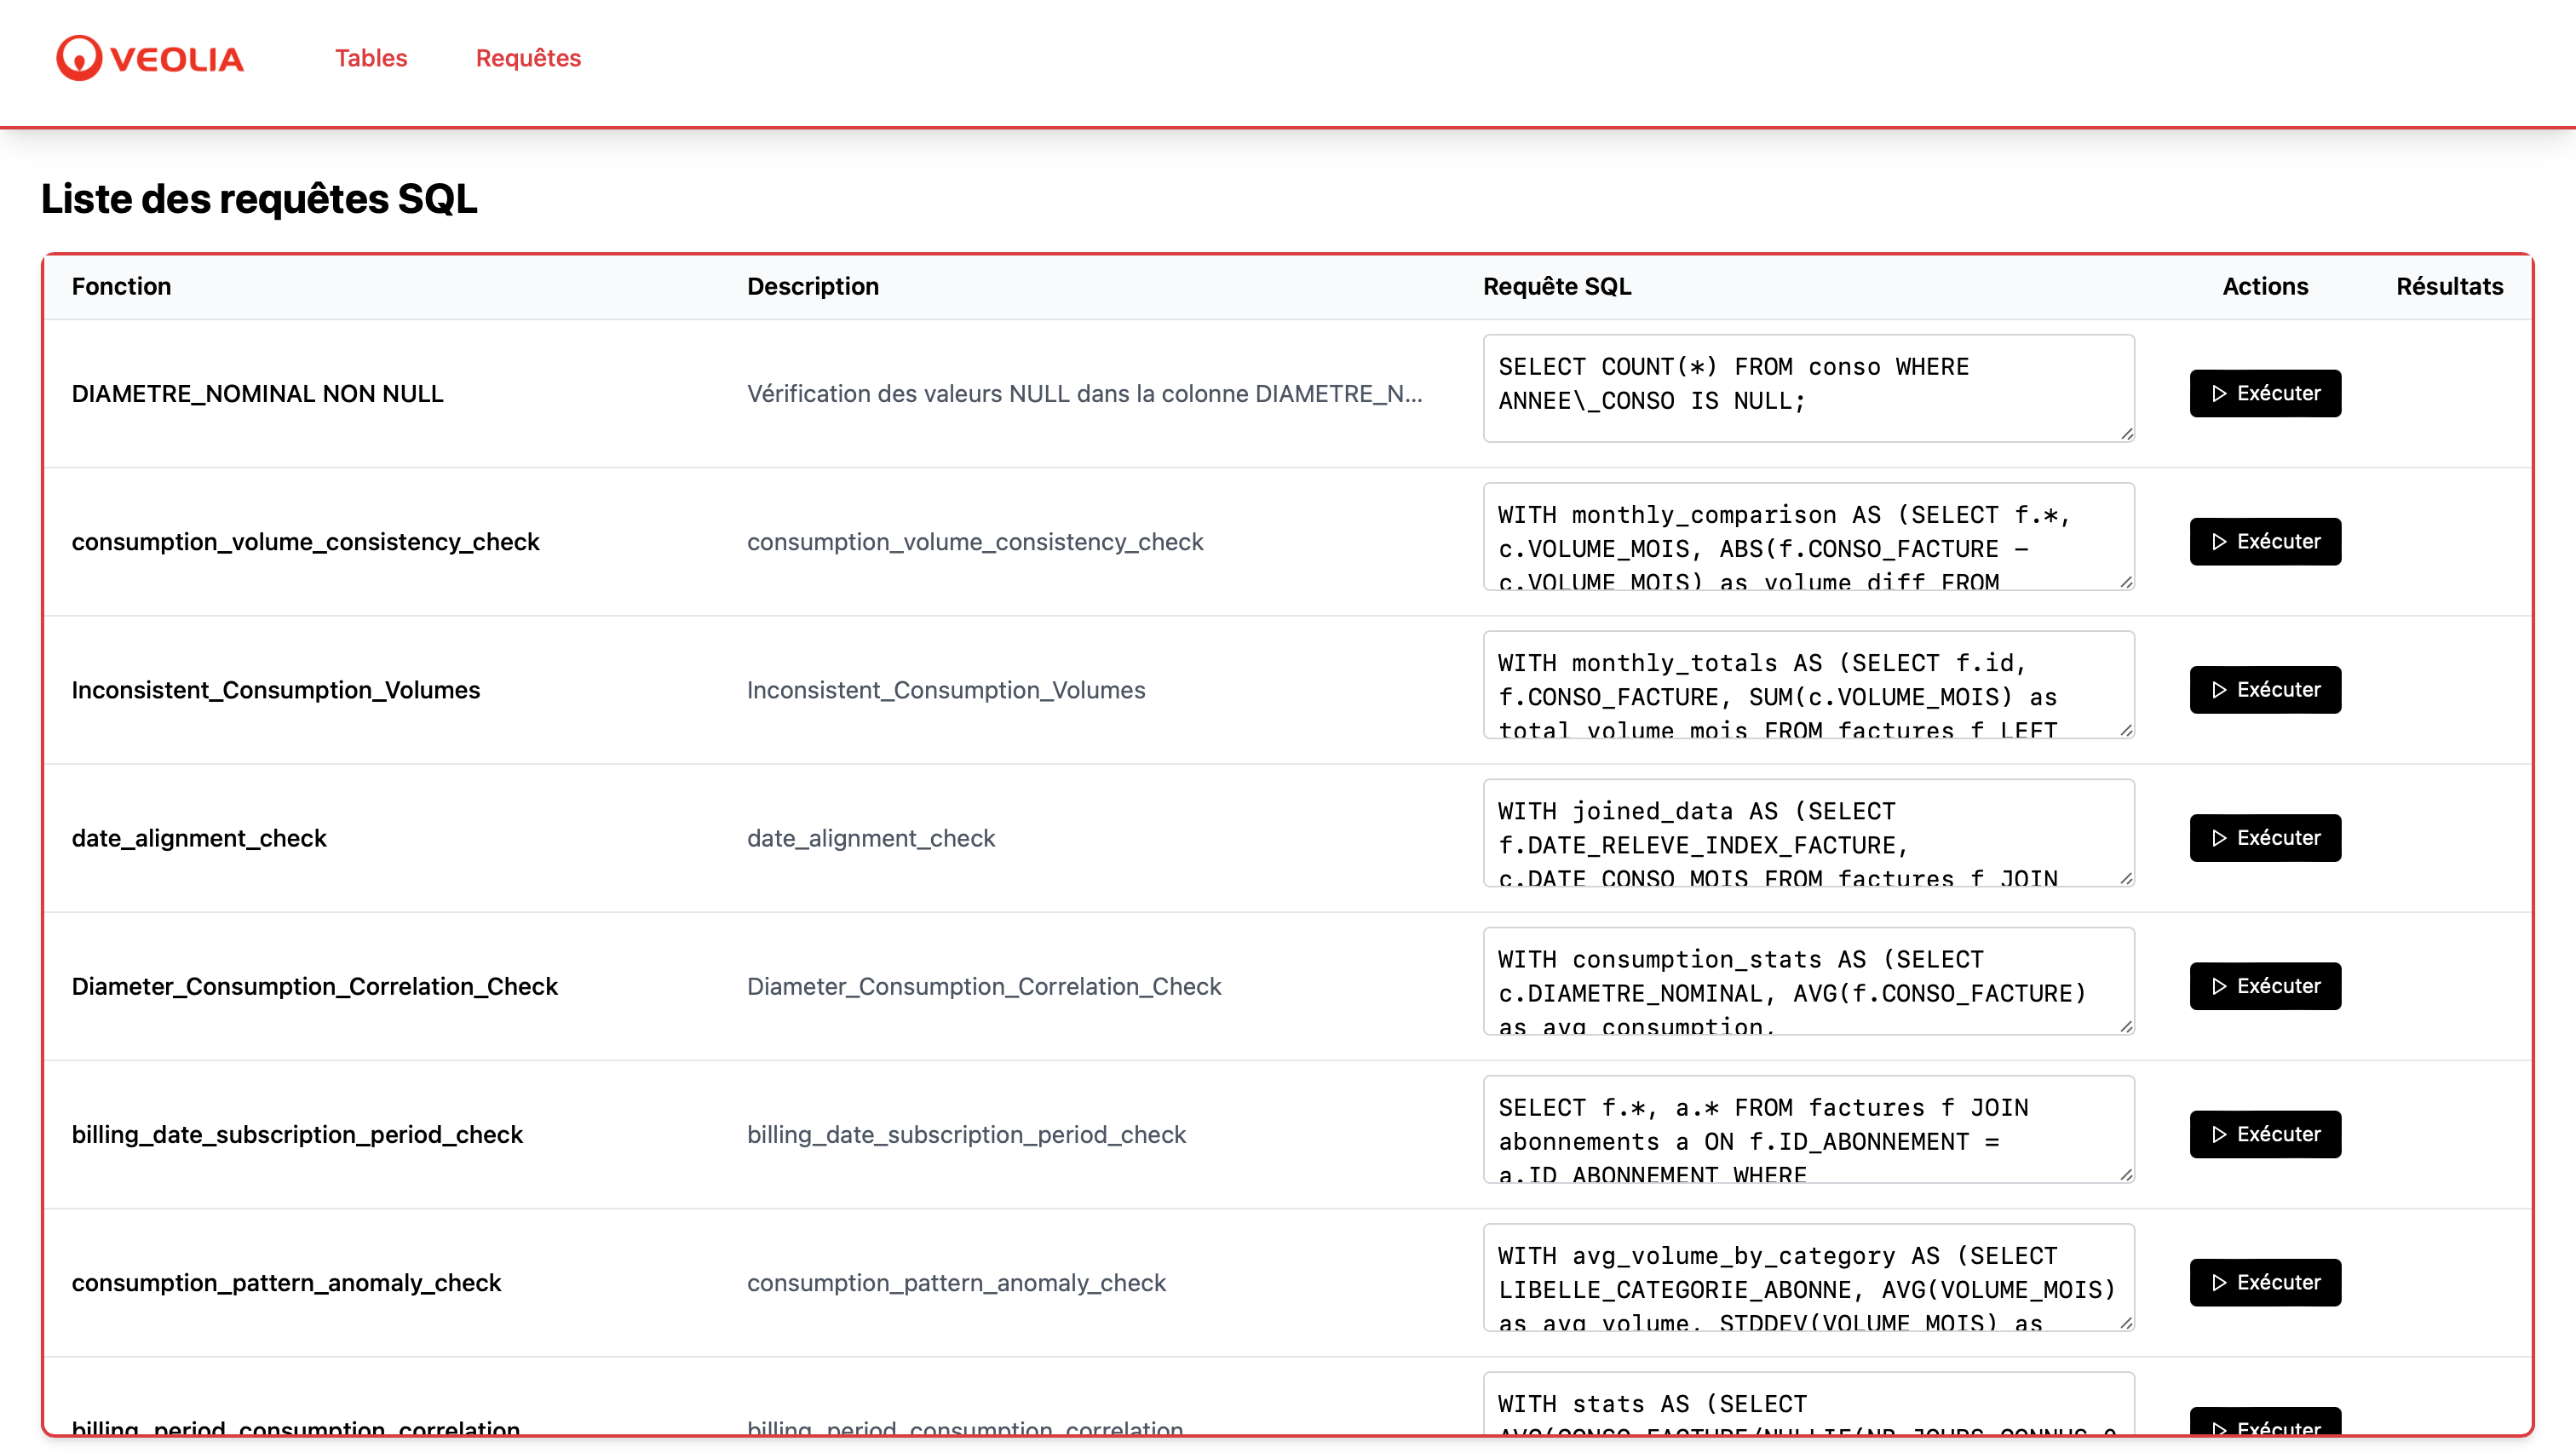 VEOLIA
Tables
Requêtes
Liste des requêtes SQL
Fonction
Description
Requête SQL
Actions
Résultats
DIAMETRE_NOMINAL NON NULL
Vérification des valeurs NULL dans la colonne DIAMETRE_N...
SELECT COUNT(*) FROM conso WHERE
ANNEE\_CONSO IS NULL;
Exécuter
consumption_volume_consistency_check
consumption_volume_consistency_check
WITH monthly_comparison AS (SELECT f.*,
c.VOLUME_MOIS, ABS(f.CONSO_FACTURE -
c.VOLUME_MOIS) as volume_diff FROM
Exécuter
Inconsistent_Consumption_Volumes
Inconsistent_Consumption_Volumes
WITH monthly_totals AS (SELECT f.id,
f.CONSO_FACTURE, SUM(c.VOLUME_MOIS) as
total_volume_mois FROM factures f LEFT
Exécuter
date_alignment_check
date_alignment_check
WITH joined_data AS (SELECT
f.DATE_RELEVE_INDEX_FACTURE,
c.DATE_CONSO_MOIS FROM factures f JOIN
Exécuter
Diameter_Consumption_Correlation_Check
Diameter_Consumption_Correlation_Check
WITH consumption_stats AS (SELECT
c.DIAMETRE_NOMINAL, AVG(f.CONSO_FACTURE)
as avg_consumption,
Exécuter
billing_date_subscription_period_check
billing_date_subscription_period_check
SELECT f.*, a.* FROM factures f JOIN
abonnements a ON f.ID_ABONNEMENT =
a.ID_ABONNEMENT WHERE
Exécuter
consumption_pattern_anomaly_check
consumption_pattern_anomaly_check
WITH avg_volume_by_category AS (SELECT
LIBELLE_CATEGORIE_ABONNE, AVG(VOLUME_MOIS)
as avg_volume, STDDEV(VOLUME_MOIS) as
Exécuter
billing_period_consumption_correlation
billing_period_consumption_correlation
WITH stats AS (SELECT
AVG(CONSO_FACTURE/NULLIF(NB_JOURS_CONNUS,0
Exécuter